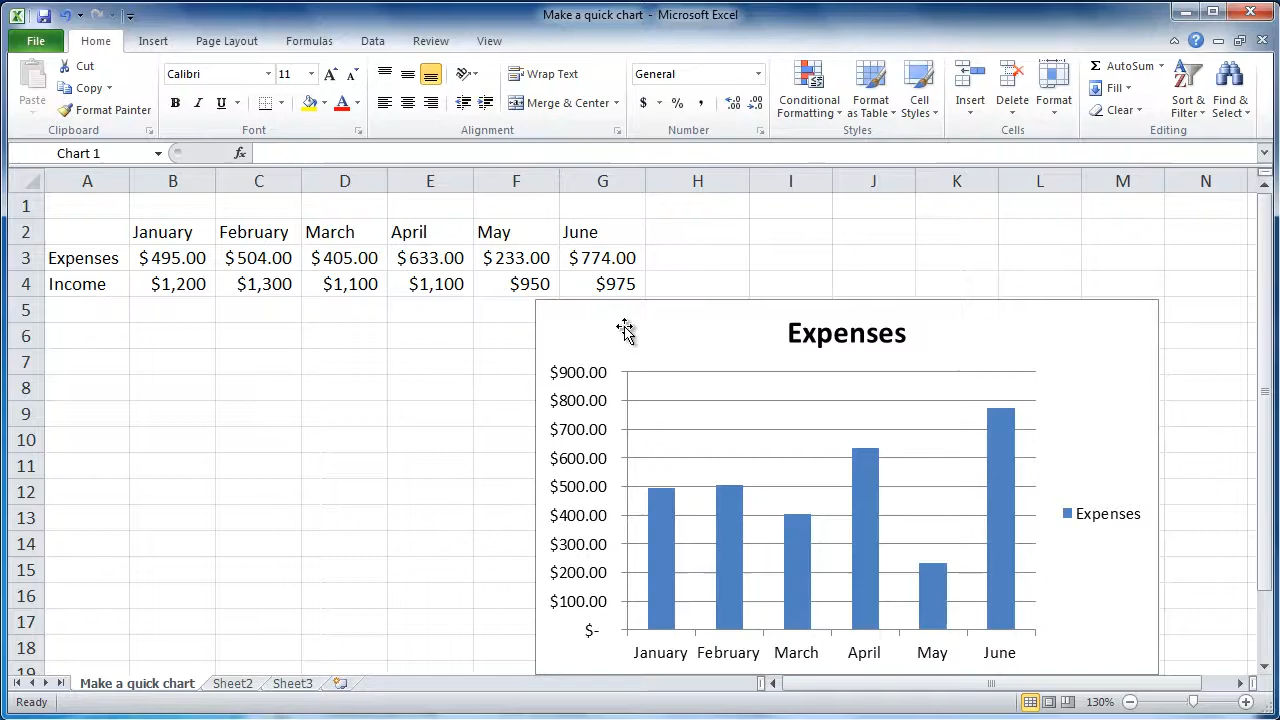 Make a quick chart - Microsoft Excel
File Home Insert Page Layout Formulas Data Review View
Paste
Cut
Copy
Format Painter
Clipboard
Calibri 11
B I U A
Font
Wrap Text
Merge & Center
Alignment
General
$ % ,
Number
Conditional Formatting
Format as Table
Cell Styles
Styles
Insert Delete Format
Cells
Σ AutoSum
Fill
Clear
Sort & Filter
Find & Select
Editing
Chart 1 fx
A B C D E F G H I J K L M N
1
2 January February March April May June
3 Expenses $ 495.00 $ 504.00 $ 405.00 $ 633.00 $ 233.00 $ 774.00
4 Income $1,200 $1,300 $1,100 $1,100 $950 $975
5
6
7
8
9
10
11
12
13
14
15
16
17
18
19
Expenses
$900.00
$800.00
$700.00
$600.00
$500.00
$400.00
$300.00
$200.00
$100.00
$-
January February March April May June
Expenses
Make a quick chart Sheet2 Sheet3
Ready 130%